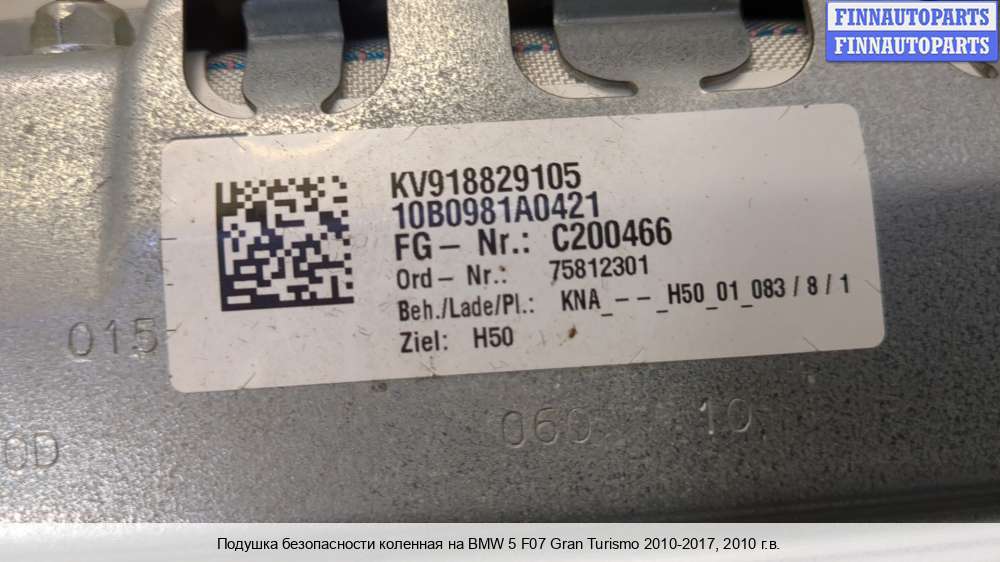 FINNAUTOPARTS
FINNAUTOPARTS
KV918829105
10B0981A0421
FG – Nr.: C200466
Ord – Nr.: 75812301
Beh./Lade/Pl.: KNA_ – – _H50_01_083 / 8 / 1
Ziel: H50
015
060 10
0D
Подушка безопасности коленная на BMW 5 F07 Gran Turismo 2010-2017, 2010 г.в.